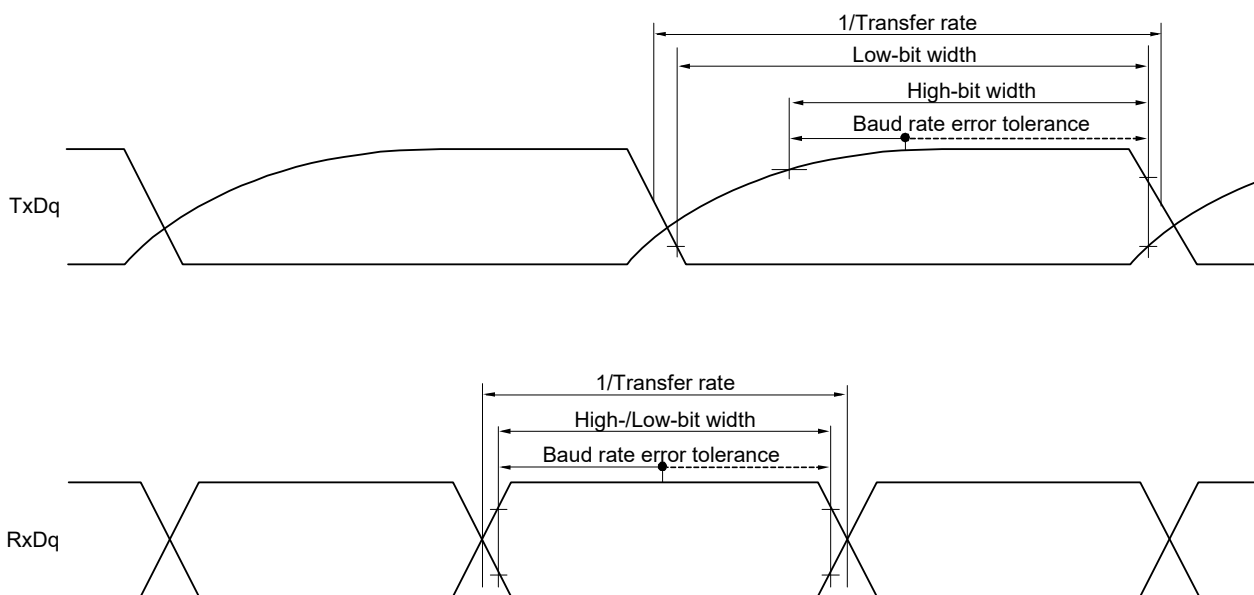 1/Transfer rate
Low-bit width
High-bit width
Baud rate error tolerance
TxDq
1/Transfer rate
High-/Low-bit width
Baud rate error tolerance
RxDq